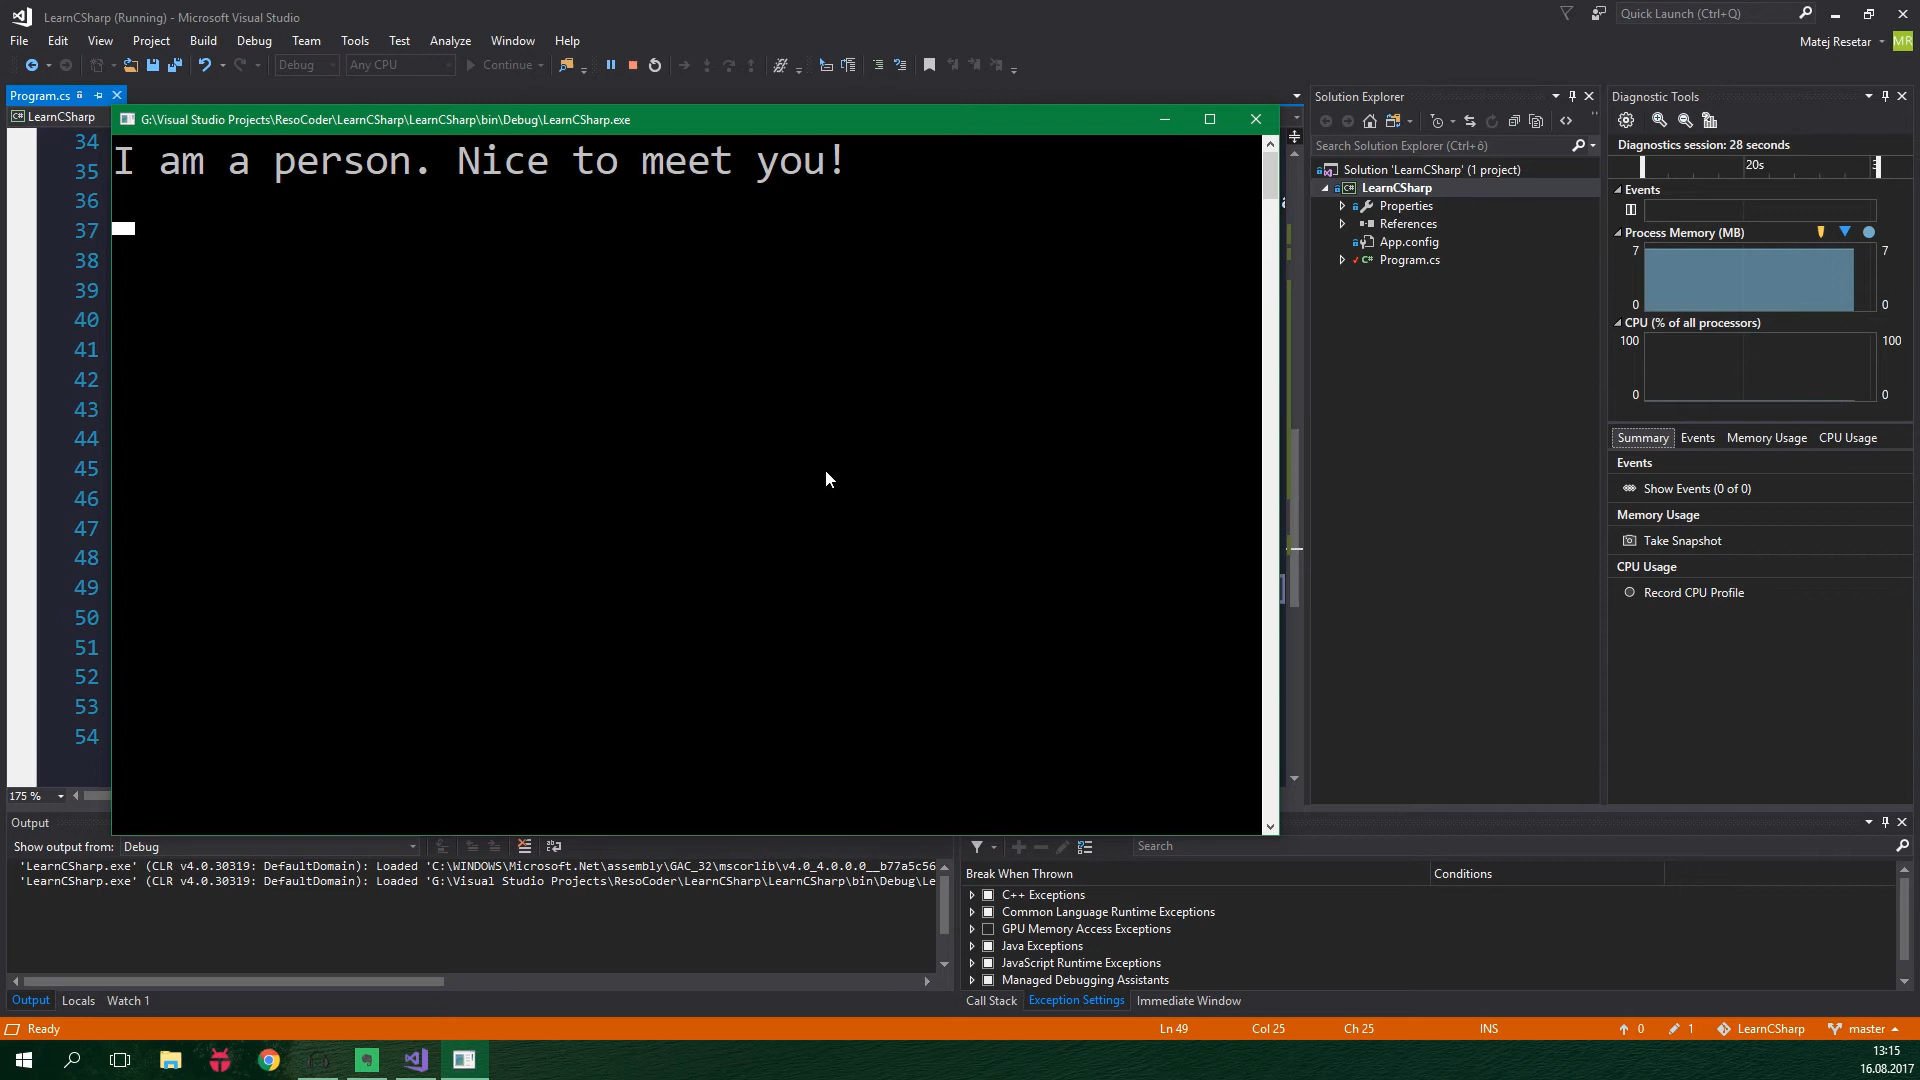 LearnCSharp (Running) - Microsoft Visual Studio
Quick Launch (Ctrl+Q)
File Edit View Project Build Debug Team Tools Test Analyze Window Help
Matej Resetar MR
Debug Any CPU Continue
Program.cs
LearnCSharp
G:\Visual Studio Projects\ResoCoder\LearnCSharp\LearnCSharp\bin\Debug\LearnCSharp.exe
I am a person. Nice to meet you!
34
35
36
37
38
39
40
41
42
43
44
45
46
47
48
49
50
51
52
53
54
175 %
Solution Explorer
Search Solution Explorer (Ctrl+ô)
Solution 'LearnCSharp' (1 project)
C# LearnCSharp
Properties
References
App.config
C# Program.cs
Diagnostic Tools
Diagnostics session: 28 seconds
20s
Events
Process Memory (MB)
7 7
0 0
CPU (% of all processors)
100 100
0 0
Summary Events Memory Usage CPU Usage
Events
Show Events (0 of 0)
Memory Usage
Take Snapshot
CPU Usage
Record CPU Profile
Output
Show output from: Debug
'LearnCSharp.exe' (CLR v4.0.30319: DefaultDomain): Loaded 'C:\WINDOWS\Microsoft.Net\assembly\GAC_32\mscorlib\v4.0_4.0.0.0__b77a5c56
'LearnCSharp.exe' (CLR v4.0.30319: DefaultDomain): Loaded 'G:\Visual Studio Projects\ResoCoder\LearnCSharp\LearnCSharp\bin\Debug\Le
Output Locals Watch 1
Search
Break When Thrown Conditions
C++ Exceptions
Common Language Runtime Exceptions
GPU Memory Access Exceptions
Java Exceptions
JavaScript Runtime Exceptions
Managed Debugging Assistants
Call Stack Exception Settings Immediate Window
Ready Ln 49 Col 25 Ch 25 INS 0 1 LearnCSharp master
13:15
16.08.2017